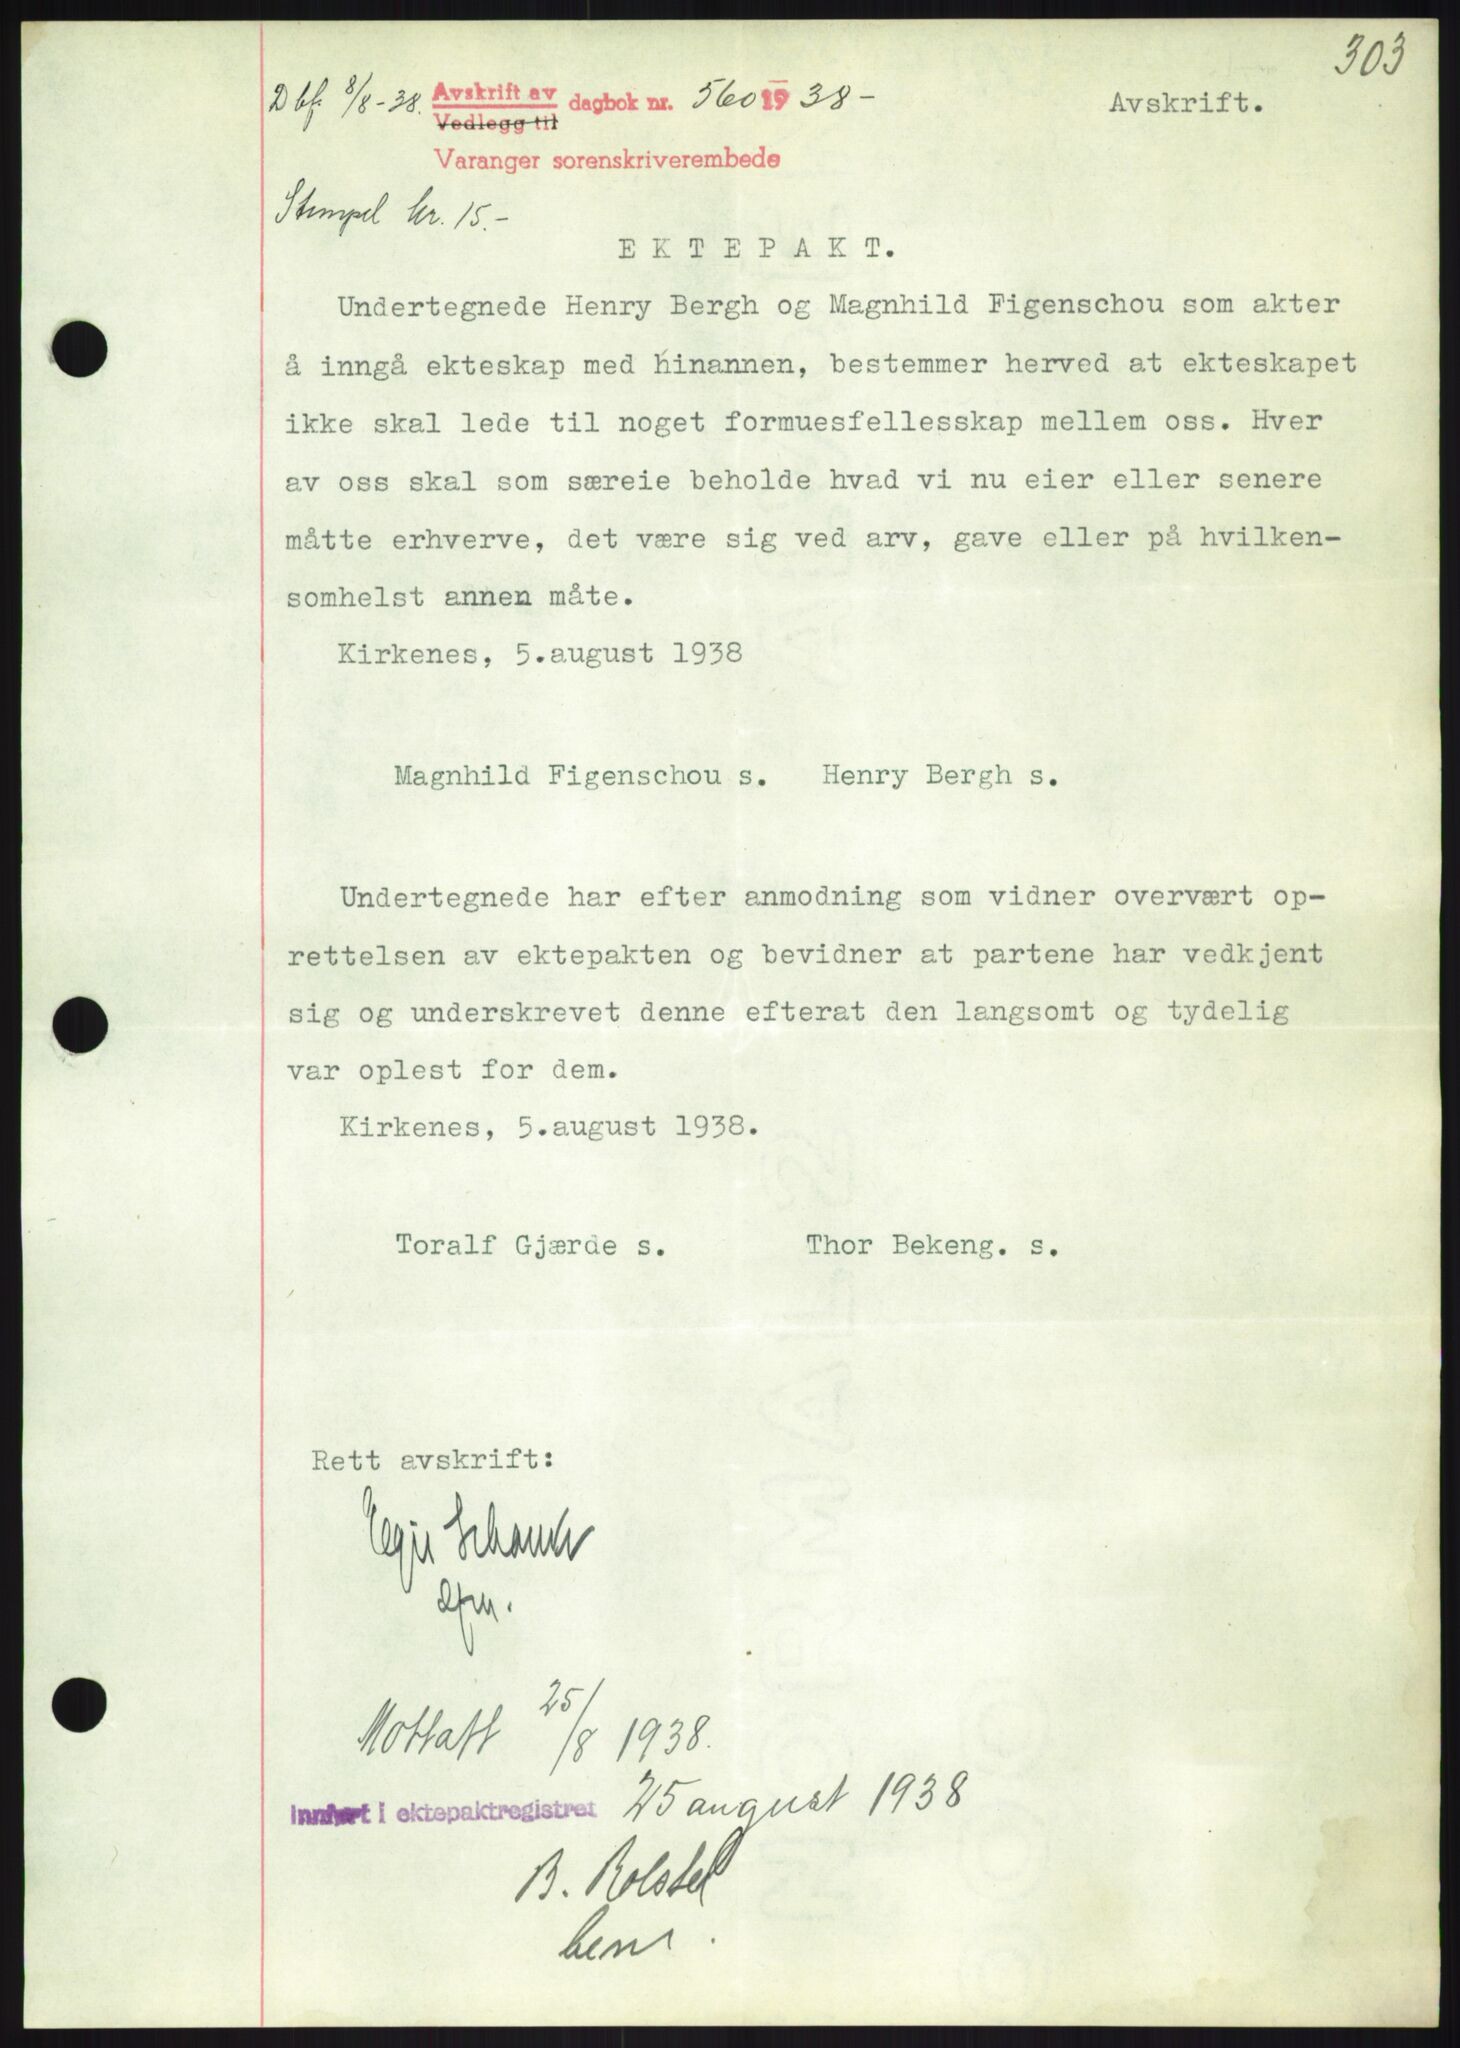 303
Dbf. 8/8-38. Avskrift av dagbok nr. 560 1938-
Vedlegg til
Avskrift.
Varanger sorenskriverembede
Stempel kr. 15.-
EKTEPAKT.
Undertegnede Henry Bergh og Magnhild Figenschou som akter
å inngå ekteskap med hinannen, bestemmer herved at ekteskapet
ikke skal lede til noget formuesfellesskap mellem oss. Hver
av oss skal som særeie beholde hvad vi nu eier eller senere
måtte erhverve, det være sig ved arv, gave eller på hvilken-
somhelst annen måte.
Kirkenes, 5.august 1938
Magnhild Figenschou s. Henry Bergh s.
Undertegnede har efter anmodning som vidner overvært op-
rettelsen av ektepakten og bevidner at partene har vedkjent
sig og underskrevet denne efterat den langsomt og tydelig
var oplest for dem.
Kirkenes, 5.august 1938.
Toralf Gjærde s. Thor Bekeng. s.
Rett avskrift:
Mottatt 25/8 1938.
Innført i ektepaktregistret 25 august 1938
B. Rolsted